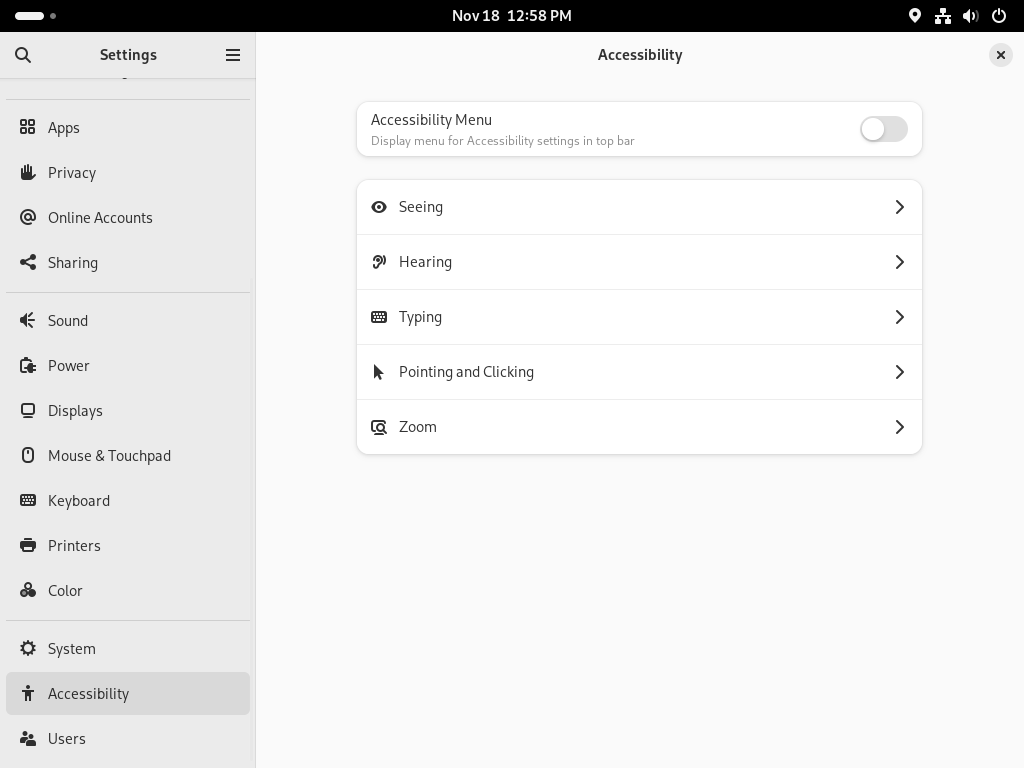 Nov 18 12:58 PM
Settings
Accessibility
Apps
Privacy
Online Accounts
Sharing
Sound
Power
Displays
Mouse & Touchpad
Keyboard
Printers
Color
System
Accessibility
Users
Accessibility Menu
Display menu for Accessibility settings in top bar
Seeing
Hearing
Typing
Pointing and Clicking
Zoom